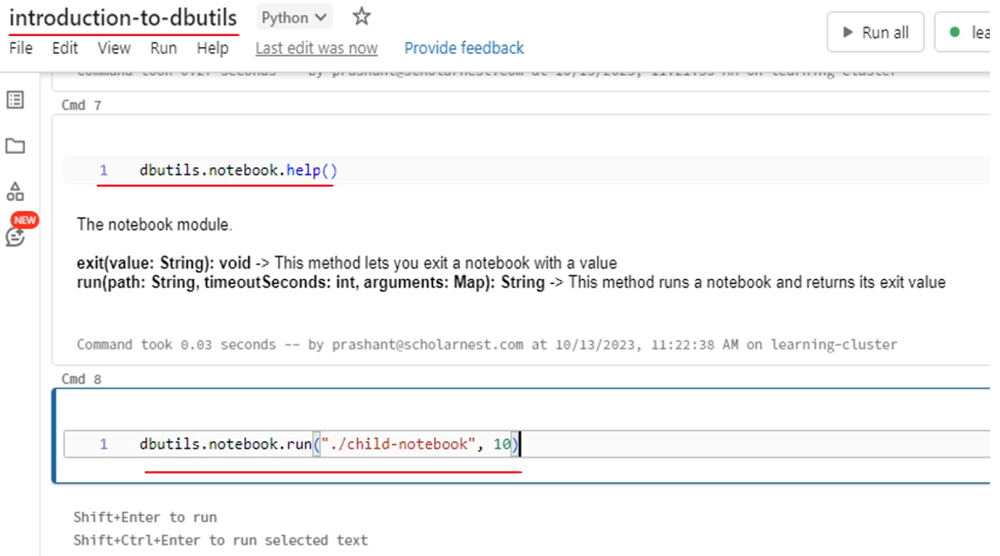 introduction-to-dbutils Python
File Edit View Run Help Last edit was now Provide feedback
Run all
Command took 0.27 seconds -- by prashant@scholarnest.com at 10/13/2023, 11:21:55 AM on learning-cluster
Cmd 7
1 dbutils.notebook.help()
NEW
The notebook module.
exit(value: String): void -> This method lets you exit a notebook with a value
run(path: String, timeoutSeconds: int, arguments: Map): String -> This method runs a notebook and returns its exit value
Command took 0.03 seconds -- by prashant@scholarnest.com at 10/13/2023, 11:22:38 AM on learning-cluster
Cmd 8
1 dbutils.notebook.run("./child-notebook", 10)
Shift+Enter to run
Shift+Ctrl+Enter to run selected text